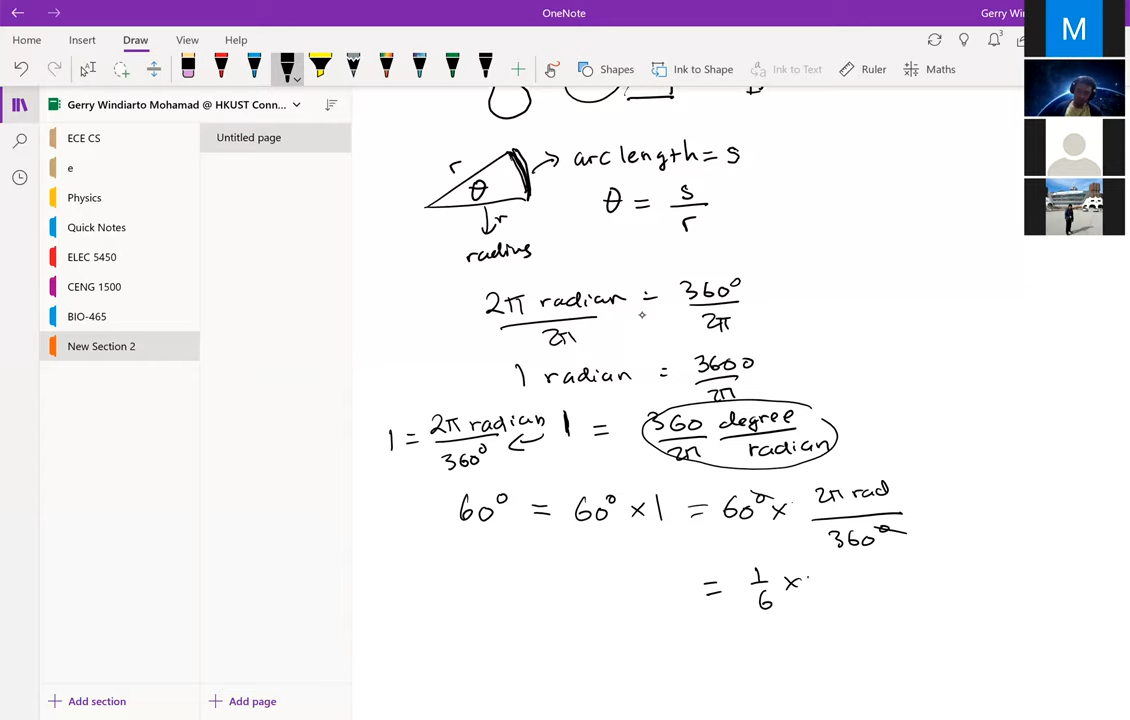 OneNote
Gerry Win
M
Home Insert Draw View Help
Shapes Ink to Shape Ink to Text Ruler Maths
Gerry Windiarto Mohamad @ HKUST Conn...
ECE CS
e
Physics
Quick Notes
ELEC 5450
CENG 1500
BIO-465
New Section 2
Untitled page
r
θ
r
radius
arc length = s
θ = s/r
2π radian/2π = 360°/2π
1 radian = 360°/2π
1 = 2π radian/360° 1 = 360/2π degree/radian
60° = 60° × 1 = 60° × 2π rad/360°
= 1/6 ×
+ Add section
+ Add page